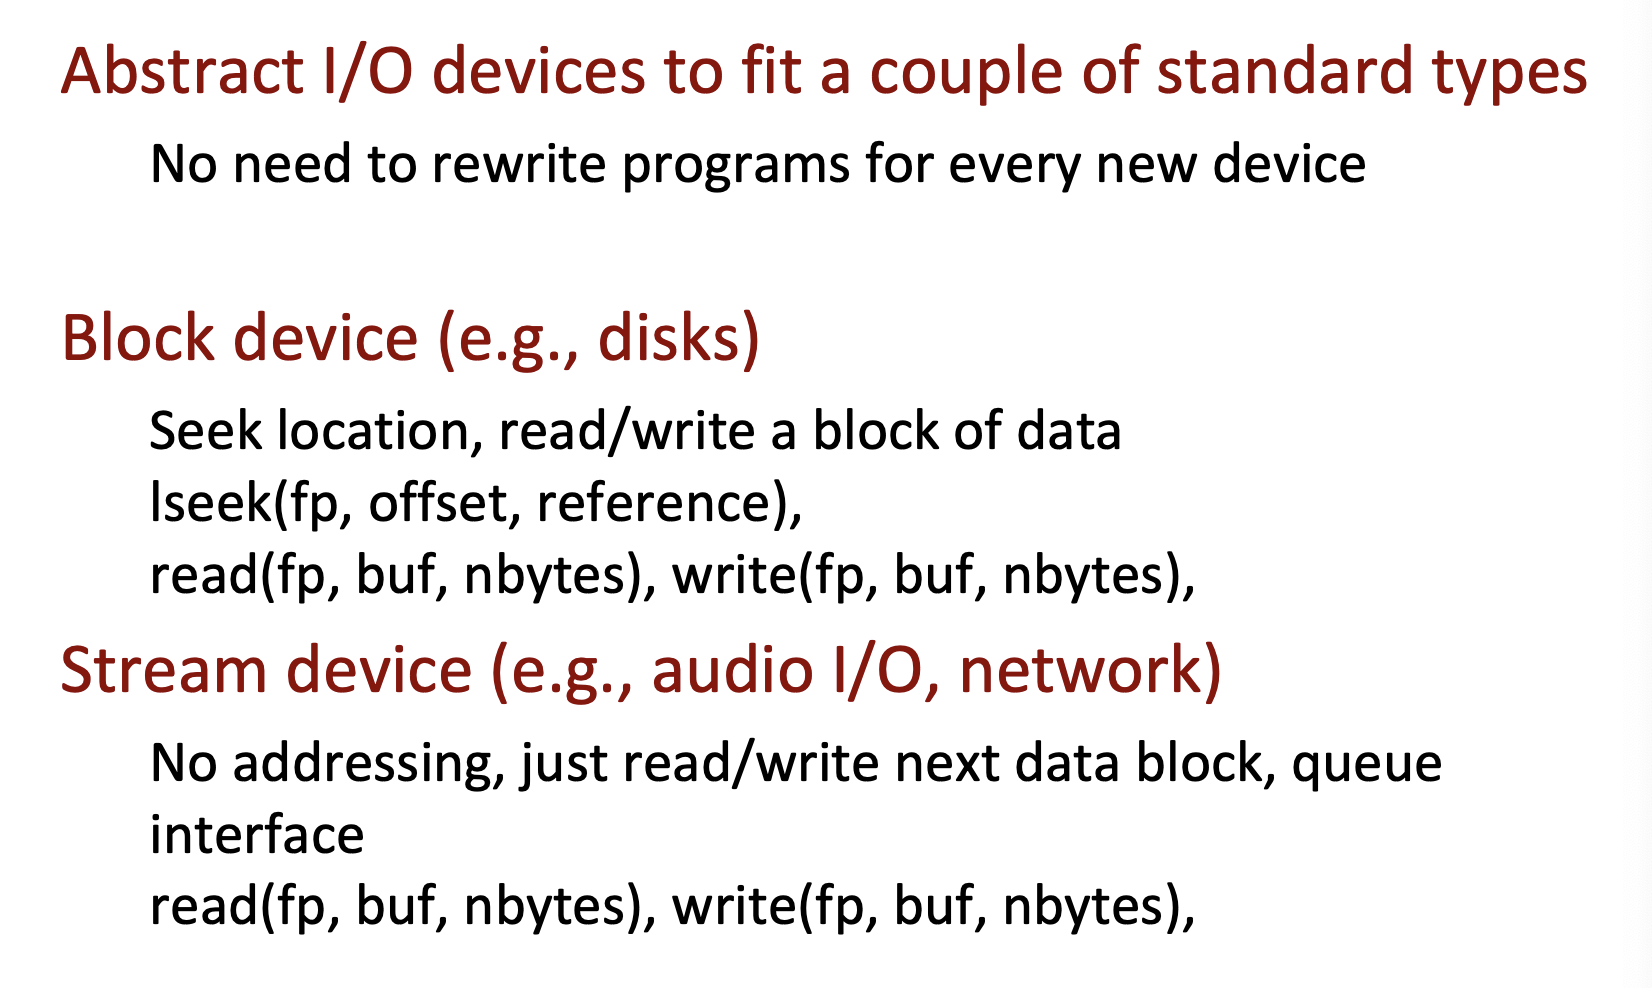 Abstract I/O devices to fit a couple of standard types
No need to rewrite programs for every new device
Block device (e.g., disks)
Seek location, read/write a block of data
lseek(fp, offset, reference),
read(fp, buf, nbytes), write(fp, buf, nbytes),
Stream device (e.g., audio I/O, network)
No addressing, just read/write next data block, queue
interface
read(fp, buf, nbytes), write(fp, buf, nbytes),